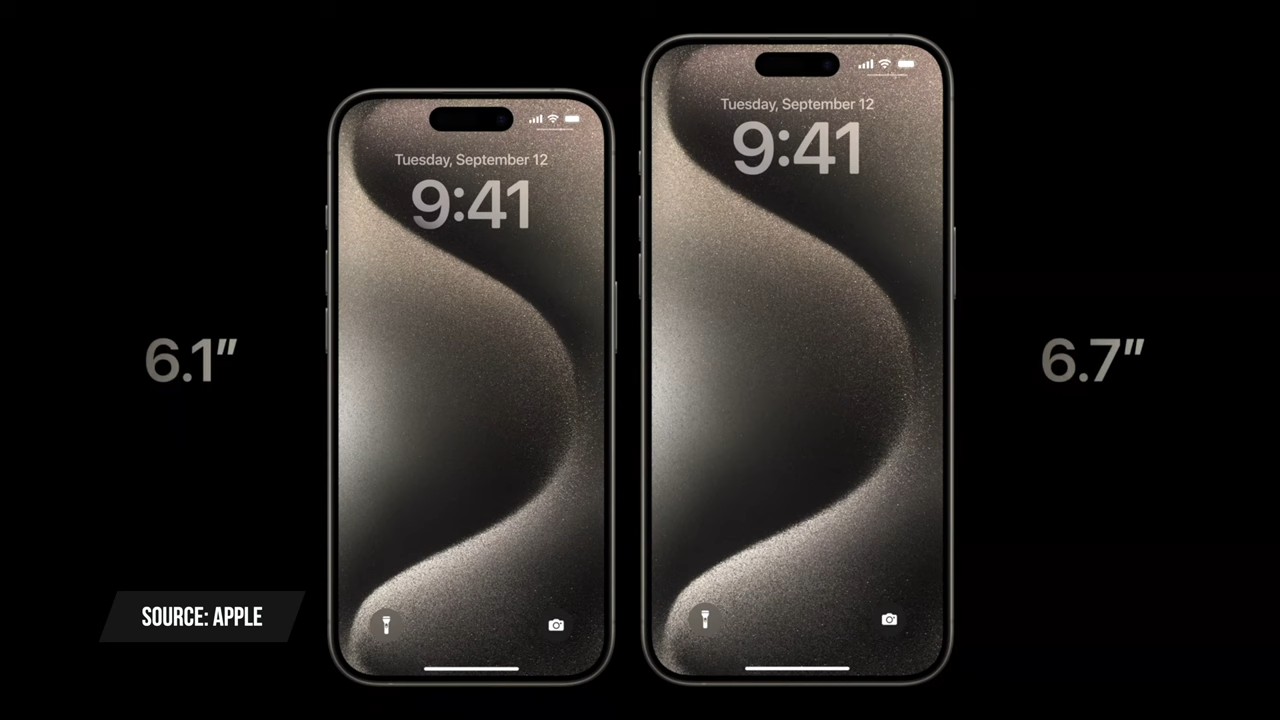 Tuesday, September 12
9:41
Tuesday, September 12
9:41
6.1″
6.7″
SOURCE: APPLE